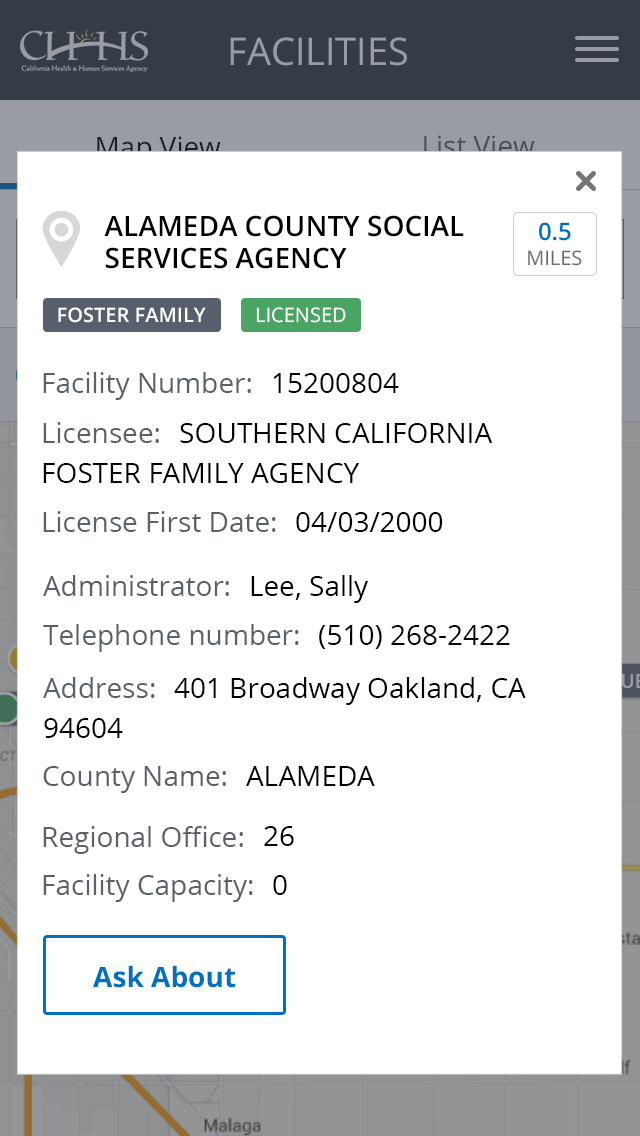 CHHS
California Health & Human Services Agency
FACILITIES
Map View
List View
ALAMEDA COUNTY SOCIAL
SERVICES AGENCY
0.5
MILES
FOSTER FAMILY
LICENSED
Facility Number: 15200804
Licensee: SOUTHERN CALIFORNIA
FOSTER FAMILY AGENCY
License First Date: 04/03/2000
Administrator: Lee, Sally
Telephone number: (510) 268-2422
Address: 401 Broadway Oakland, CA
94604
County Name: ALAMEDA
Regional Office: 26
Facility Capacity: 0
Ask About
Malaga